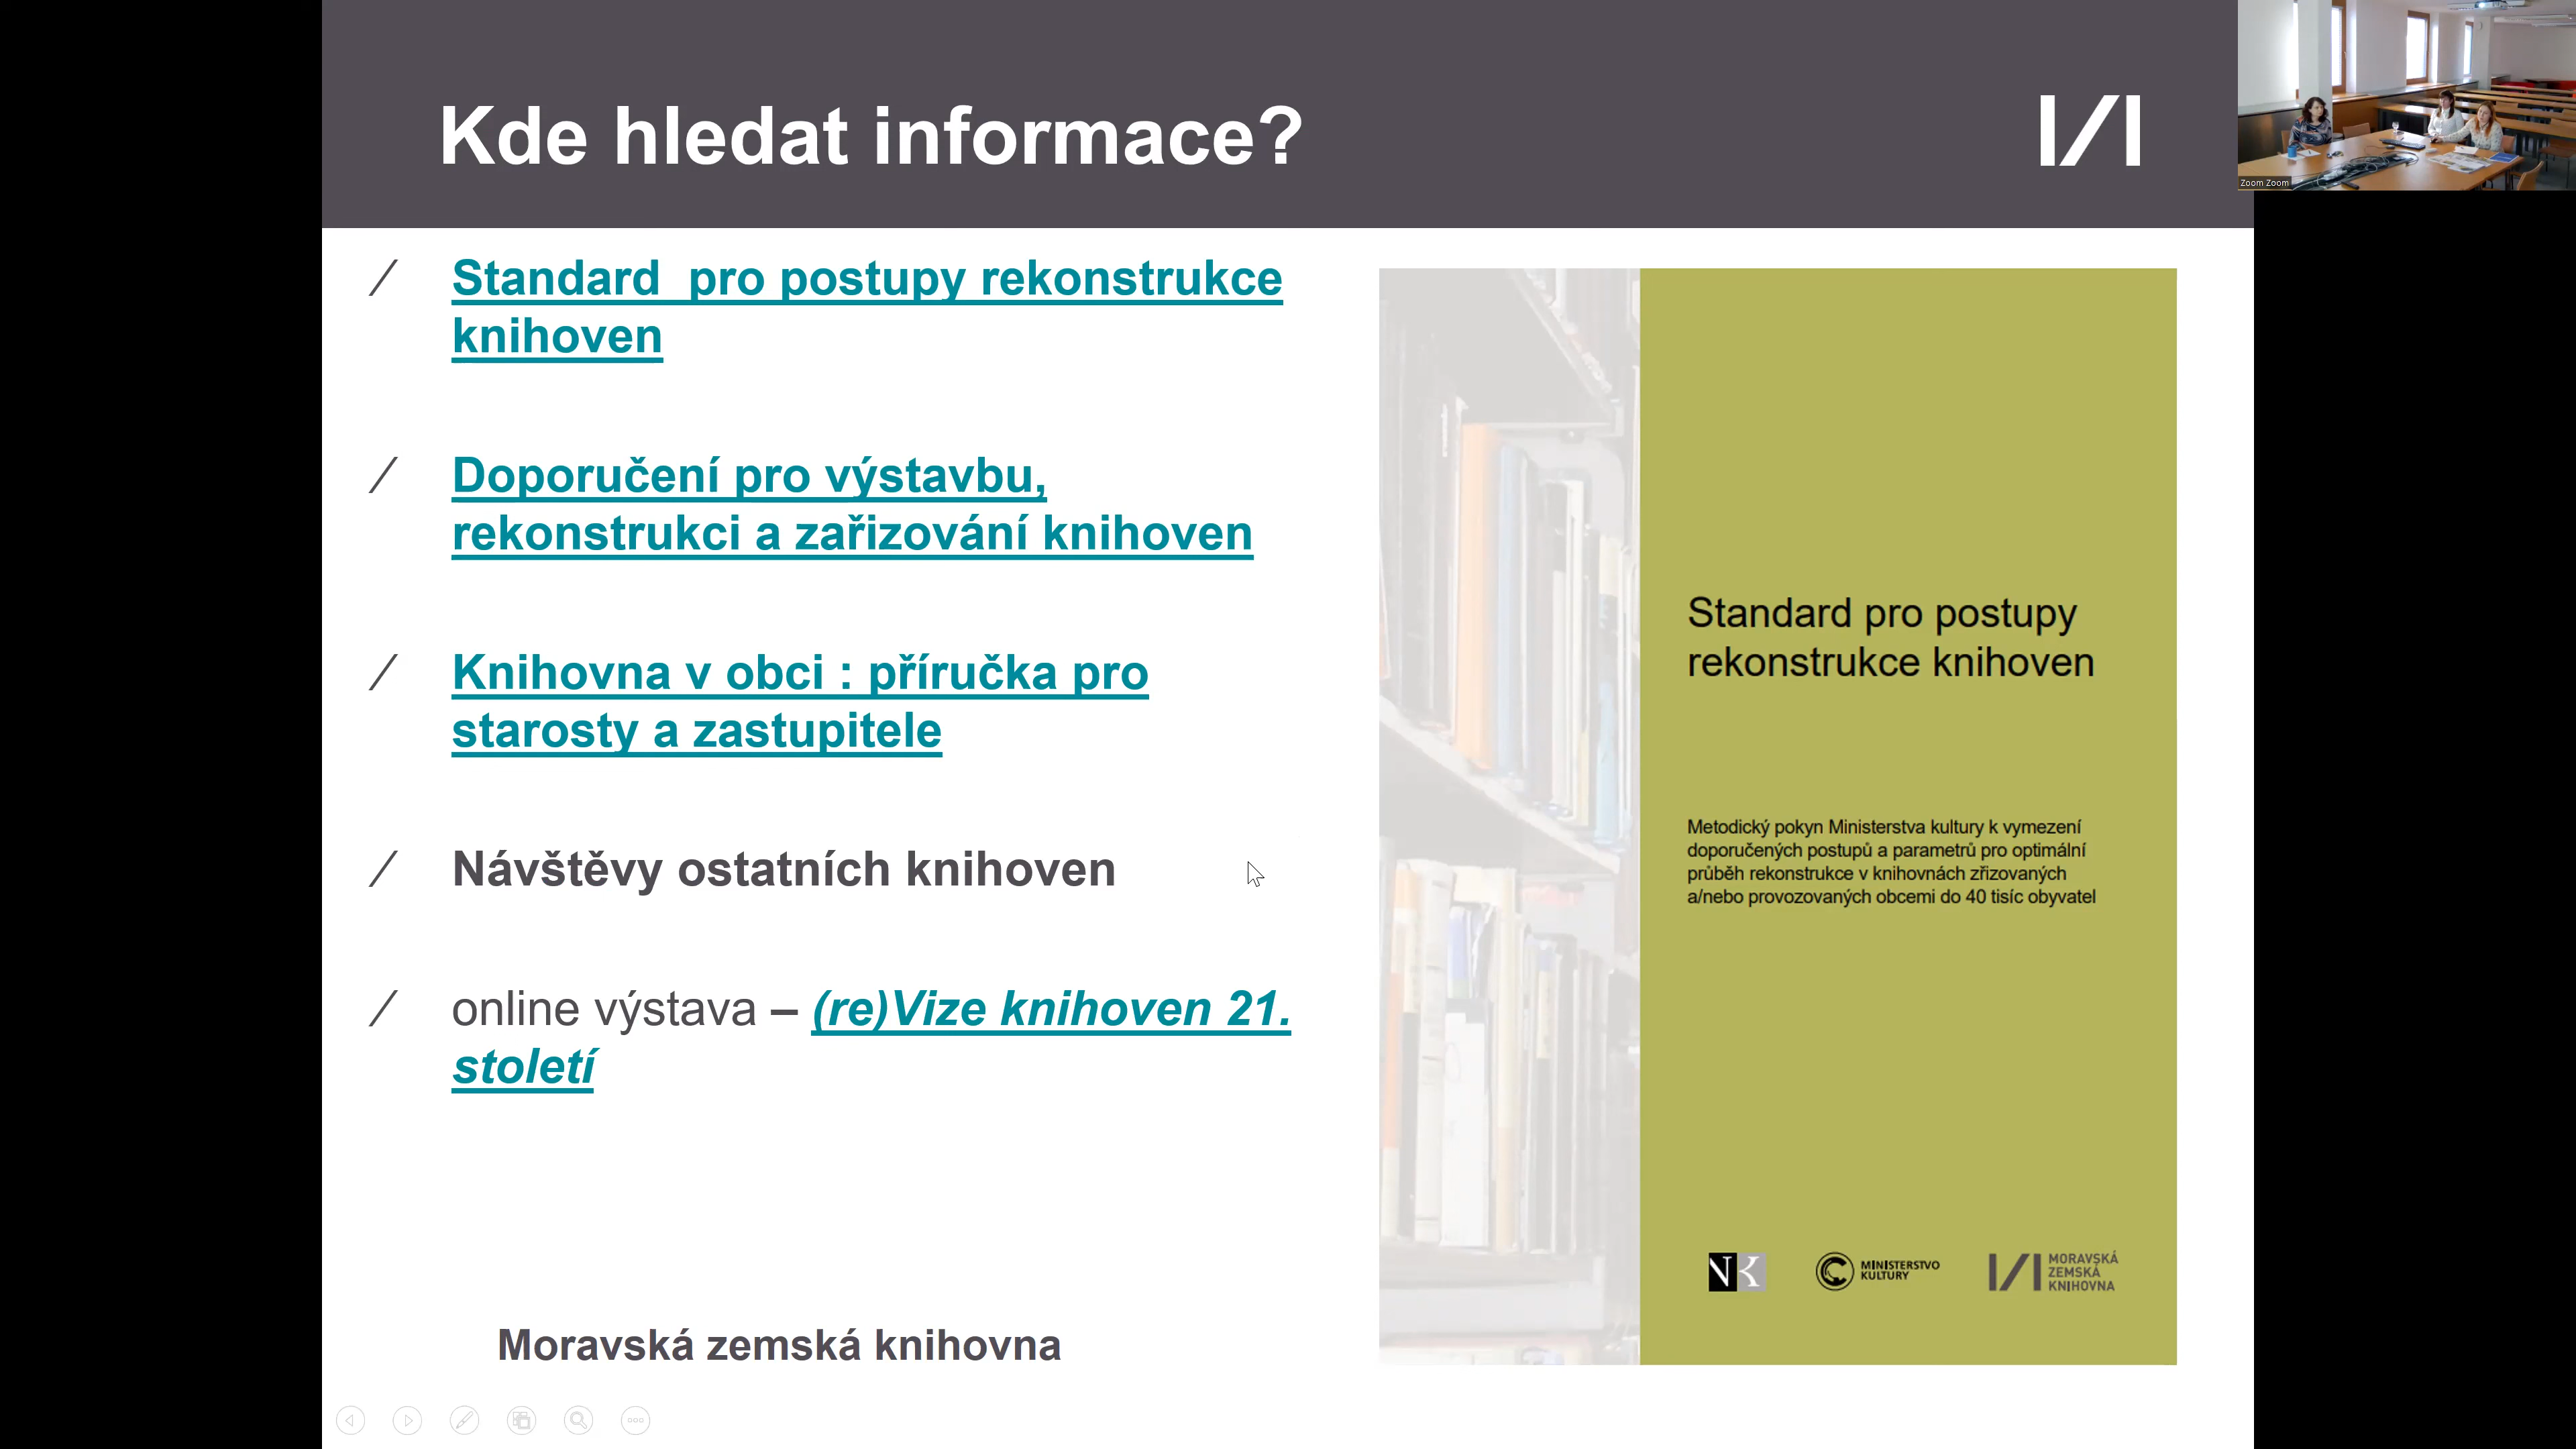 Kde hledat informace?
Zoom Zoom
Standard pro postupy rekonstrukce
knihoven
Doporučení pro výstavbu,
rekonstrukci a zařizování knihoven
Knihovna v obci : příručka pro
starosty a zastupitele
Návštěvy ostatních knihoven
online výstava – (re)Vize knihoven 21.
století
Moravská zemská knihovna
Standard pro postupy
rekonstrukce knihoven
Metodický pokyn Ministerstva kultury k vymezení
doporučených postupů a parametrů pro optimální
průběh rekonstrukce v knihovnách zřizovaných
a/nebo provozovaných obcemi do 40 tisíc obyvatel
NK
MINISTERSTVO
KULTURY
MORAVSKÁ
ZEMSKÁ
KNIHOVNA